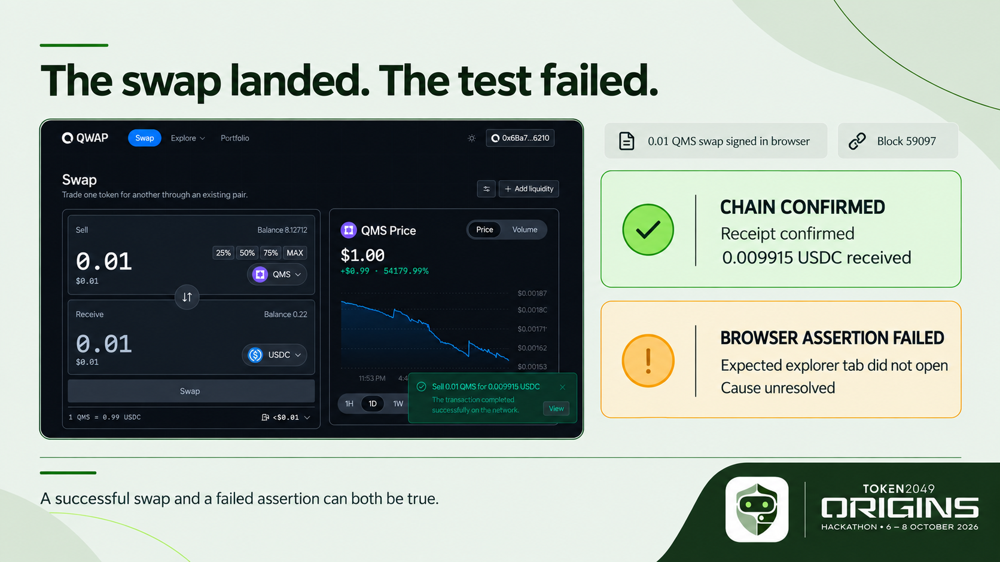 The swap landed. The test failed.
QWAP
Swap
Explore
Portfolio
0x6Ba7...6210
Swap
Trade one token for another through an existing pair.
Add liquidity
Sell
Balance 8.12712
0.01
25% 50% 75% MAX
$0.01
QMS
Receive
Balance 0.22
0.01
$0.01
USDC
Swap
1 QMS = 0.99 USDC
<$0.01
QMS Price
Price
Volume
$1.00
+$0.99 · 54179.99%
$0.00187
$0.0018C
$0.00171
$0.00162
$0.00153
11:53 PM
4:4
1H
1D
1W
Sell 0.01 QMS for 0.009915 USDC
The transaction completed
successfully on the network.
View
0.01 QMS swap signed in browser
Block 59097
CHAIN CONFIRMED
Receipt confirmed
0.009915 USDC received
BROWSER ASSERTION FAILED
Expected explorer tab did not open
Cause unresolved
A successful swap and a failed assertion can both be true.
TOKEN2049
ORIGINS
HACKATHON • 6 – 8 OCTOBER 2026